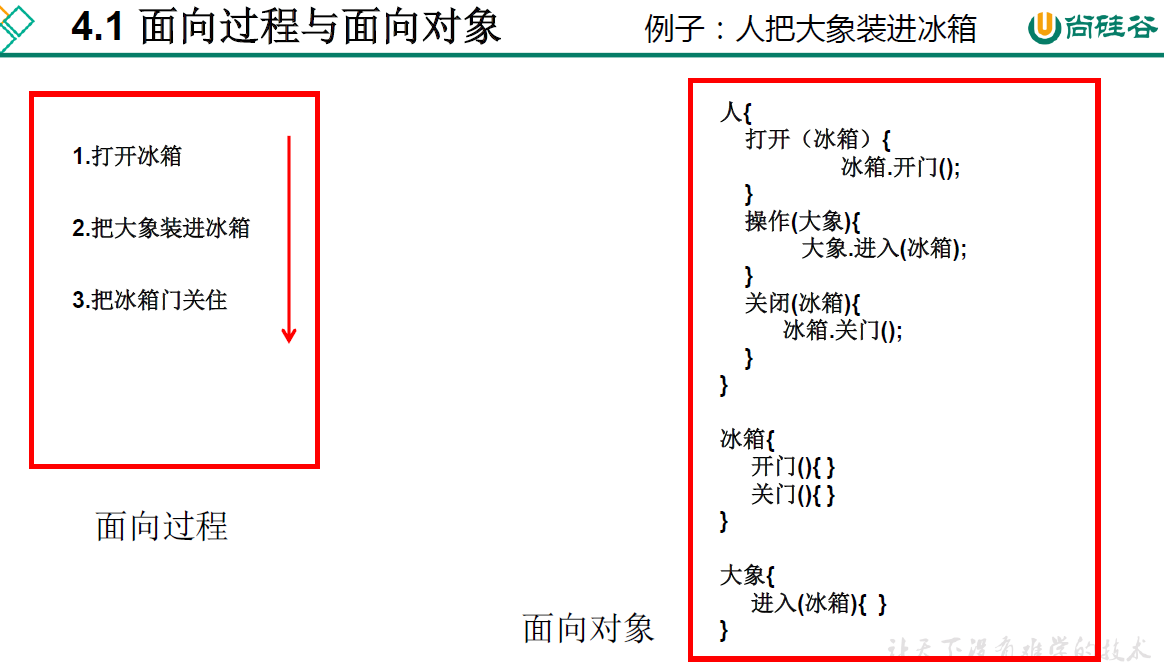 4.1 面向过程与面向对象
例子：人把大象装进冰箱
尚硅谷
1.打开冰箱
2.把大象装进冰箱
3.把冰箱门关住
面向过程
人{
打开（冰箱）{
冰箱.开门();
}
操作(大象){
大象.进入(冰箱);
}
关闭(冰箱){
冰箱.关门();
}
}
冰箱{
开门(){ }
关门(){ }
}
大象{
进入(冰箱){ }
}
面向对象
让天下没有难学的技术